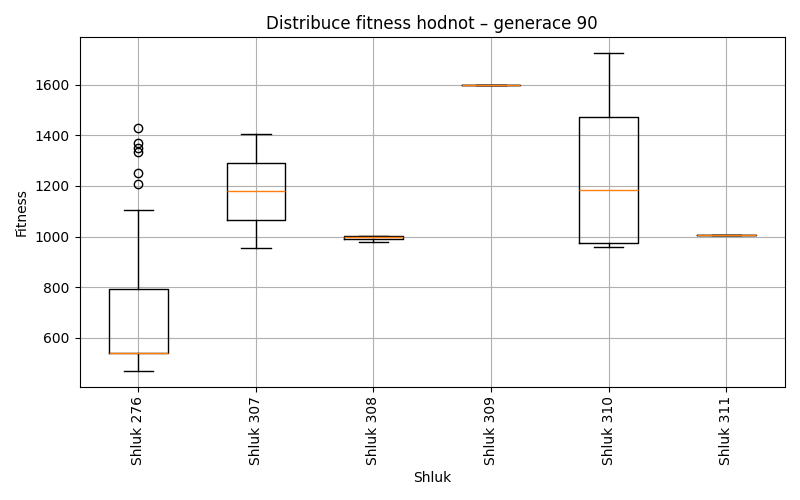 Distribuce fitness hodnot – generace 90
Fitness
1600
1400
1200
1000
800
600
Shluk 276
Shluk 307
Shluk 308
Shluk 309
Shluk 310
Shluk 311
Shluk